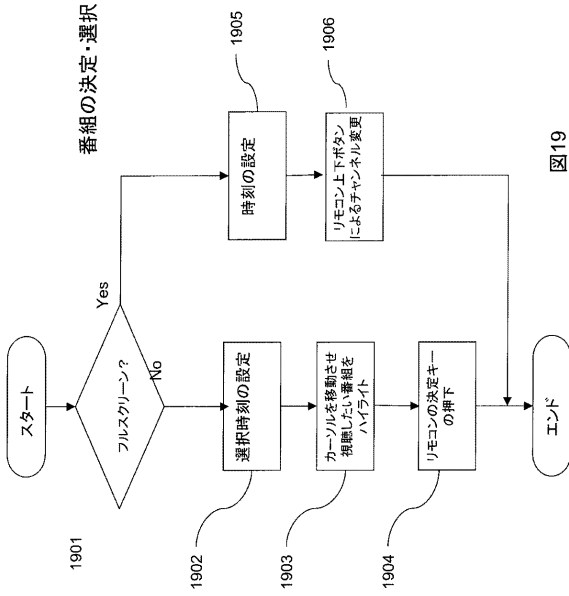 番組の決定・選択
スタート
1901
フルスクリーン？
Yes
No
1902
選択時刻の設定
1903
カーソルを移動させ
視聴したい番組を
ハイライト
1904
リモコンの決定キー
の押下
1905
時刻の設定
1906
リモコン上下ボタン
によるチャンネル変更
エンド
図19